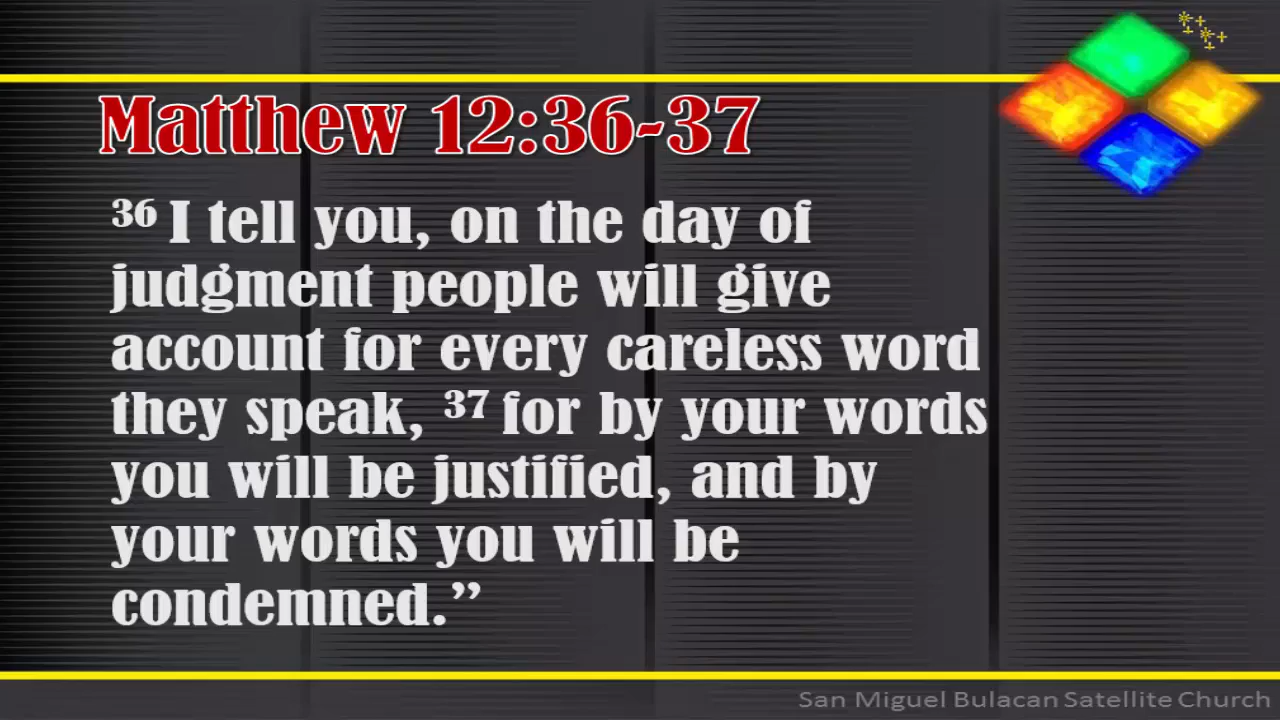 Matthew 12:36-37
36 I tell you, on the day of
judgment people will give
account for every careless word
they speak, 37 for by your words
you will be justified, and by
your words you will be
condemned.”
San Miguel Bulacan Satellite Church